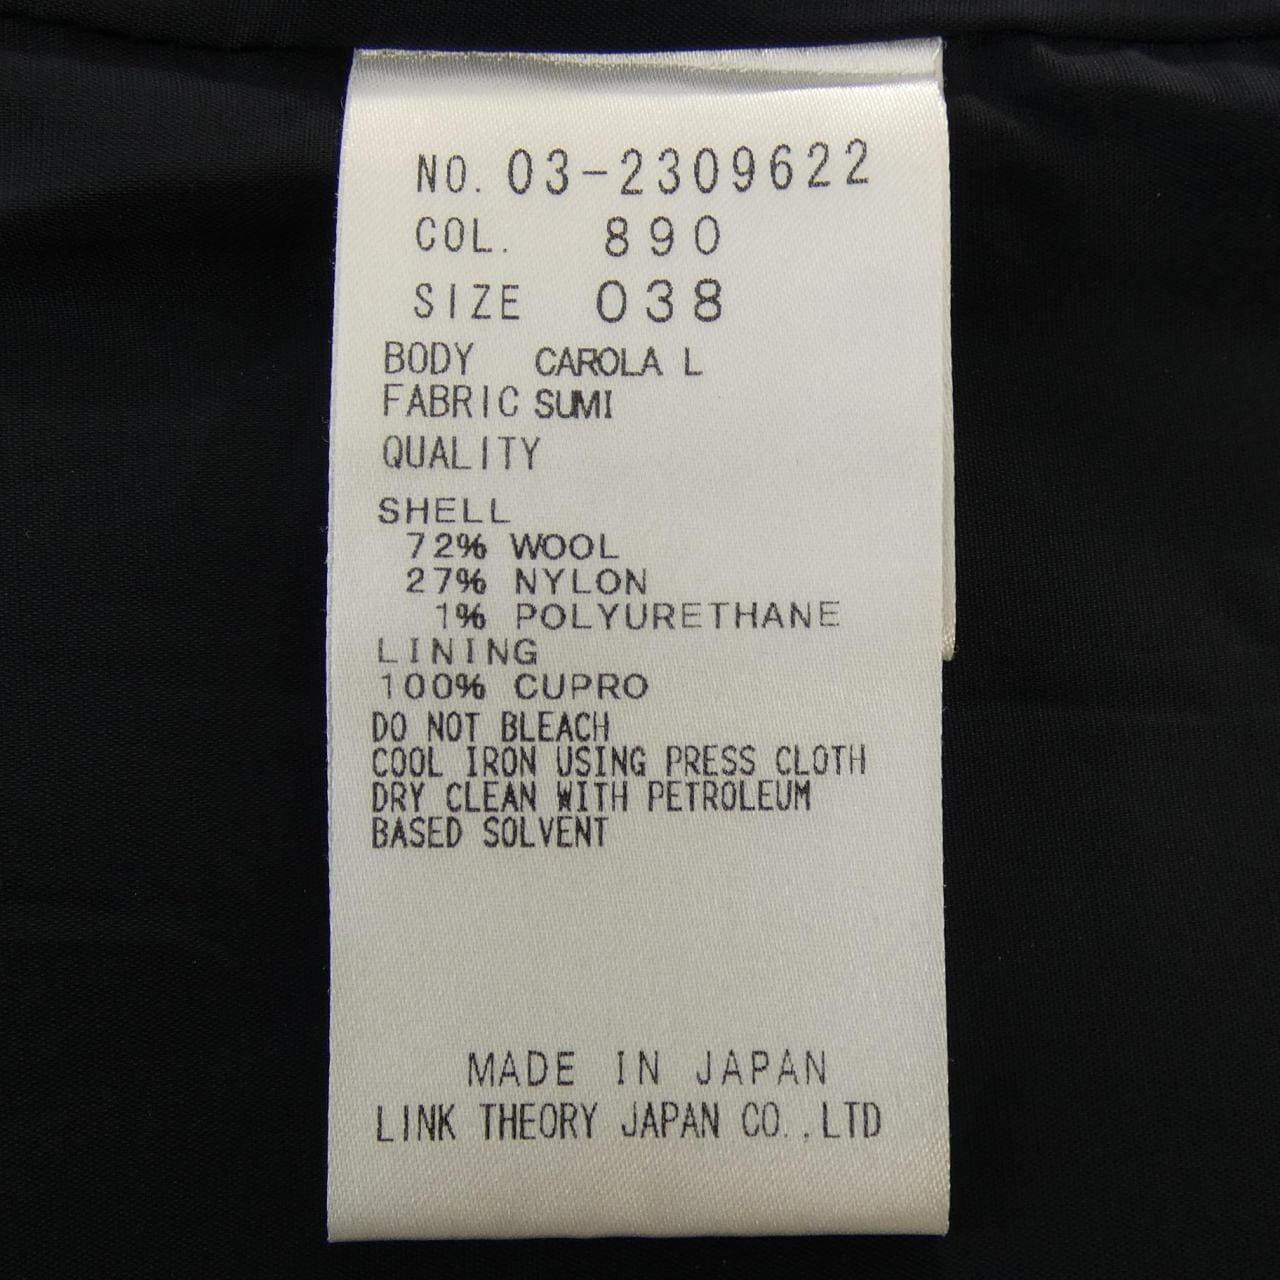 NO. 03-2309622
COL. 890
SIZE 038
BODY CAROLA L
FABRIC SUMI
QUALITY
SHELL
72% WOOL
27% NYLON
1% POLYURETHANE
LINING
100% CUPRO
DO NOT BLEACH
COOL IRON USING PRESS CLOTH
DRY CLEAN WITH PETROLEUM
BASED SOLVENT
MADE IN JAPAN
LINK THEORY JAPAN CO.,LTD